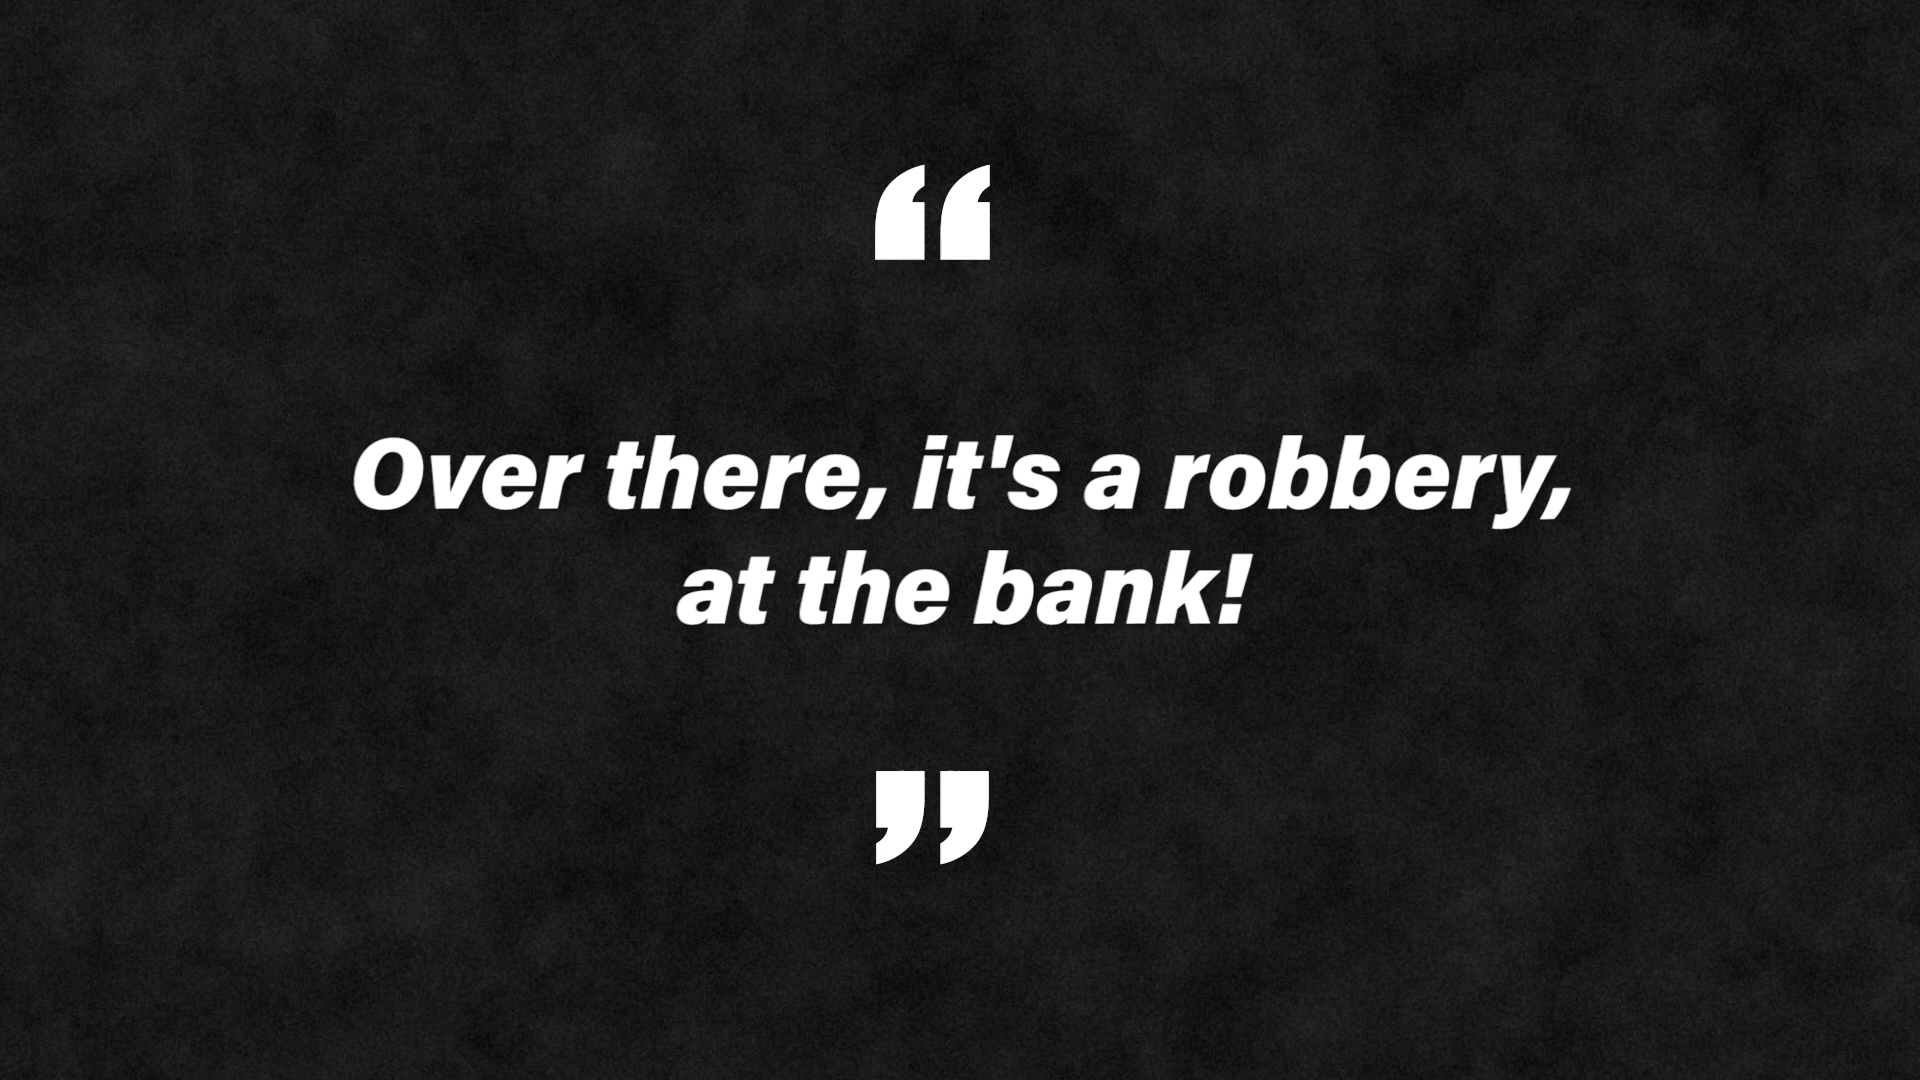 “
Over there, it's a robbery,
at the bank!
”